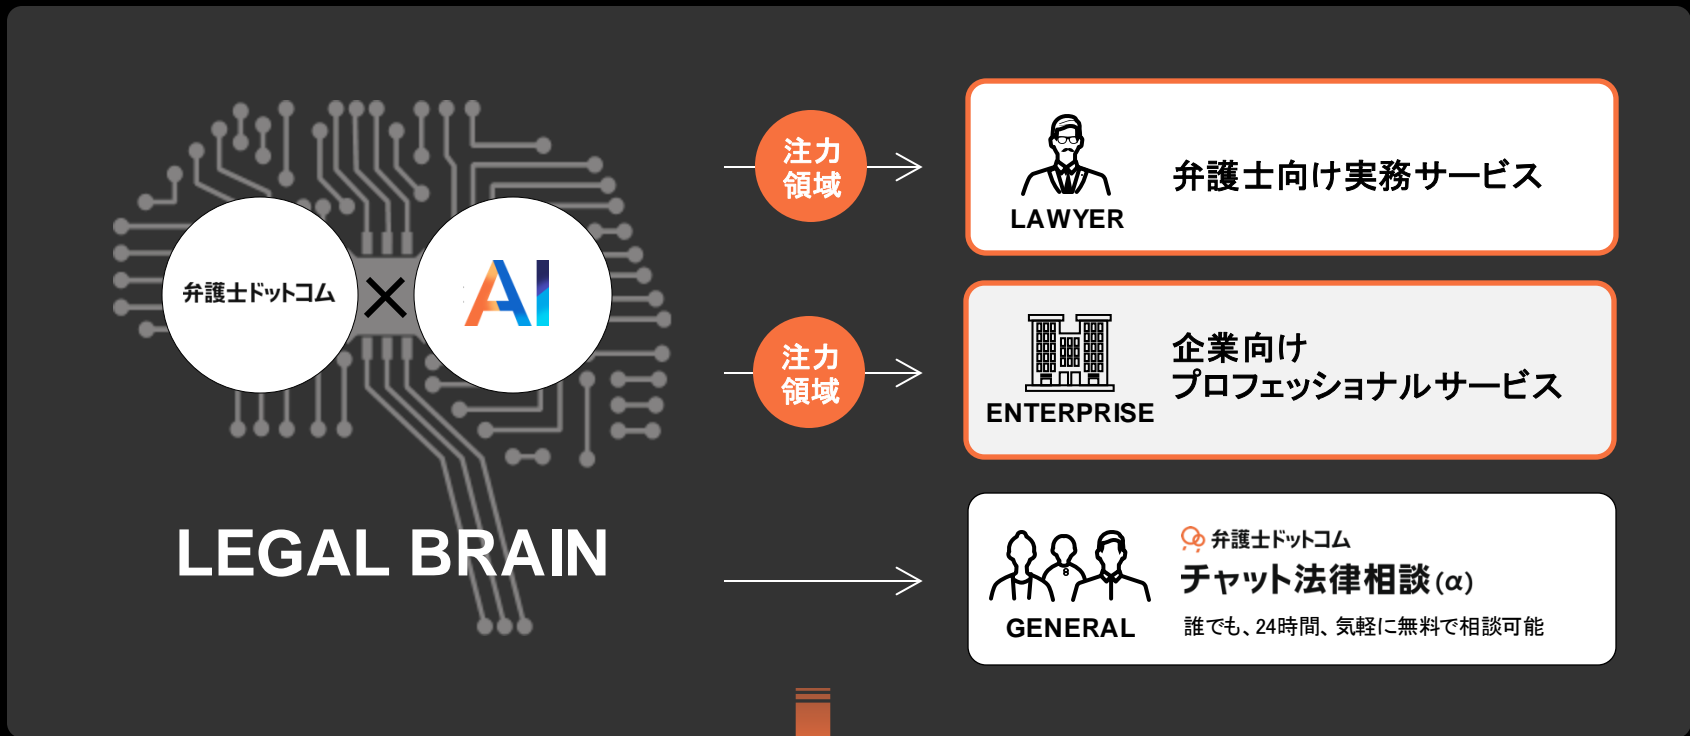 弁護士ドットコム
×
AI
LEGAL BRAIN
注力
領域
LAWYER
弁護士向け実務サービス
注力
領域
ENTERPRISE
企業向け
プロフェッショナルサービス
GENERAL
8
弁護士ドットコム
チャット法律相談(α)
誰でも、24時間、気軽に無料で相談可能